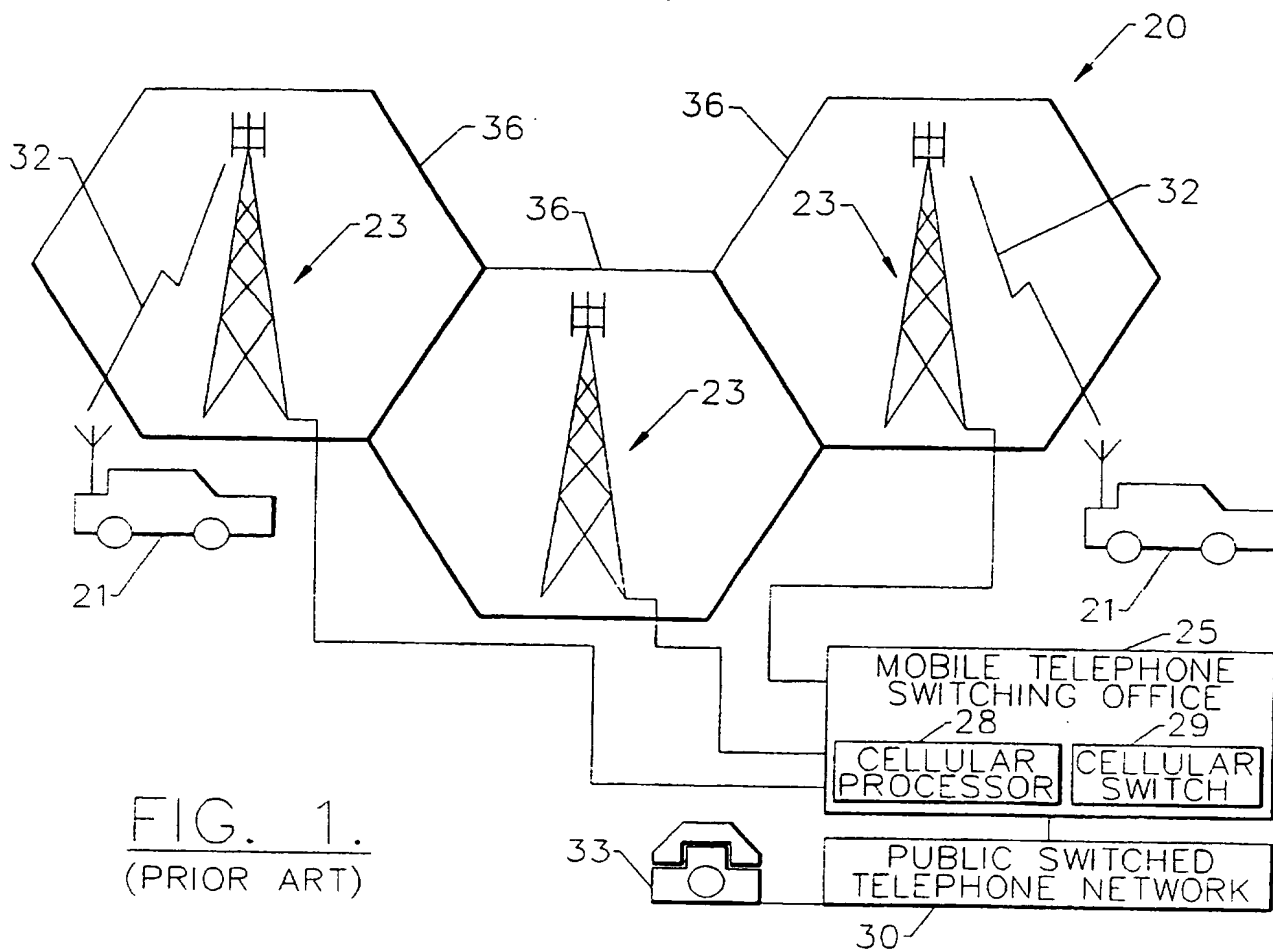 20
36
36
32
32
23
23
36
23
21
21
25
MOBILE TELEPHONE
SWITCHING OFFICE
28
29
CELLULAR
PROCESSOR
CELLULAR
SWITCH
FIG. 1.
(PRIOR ART)
33
PUBLIC SWITCHED
TELEPHONE NETWORK
30